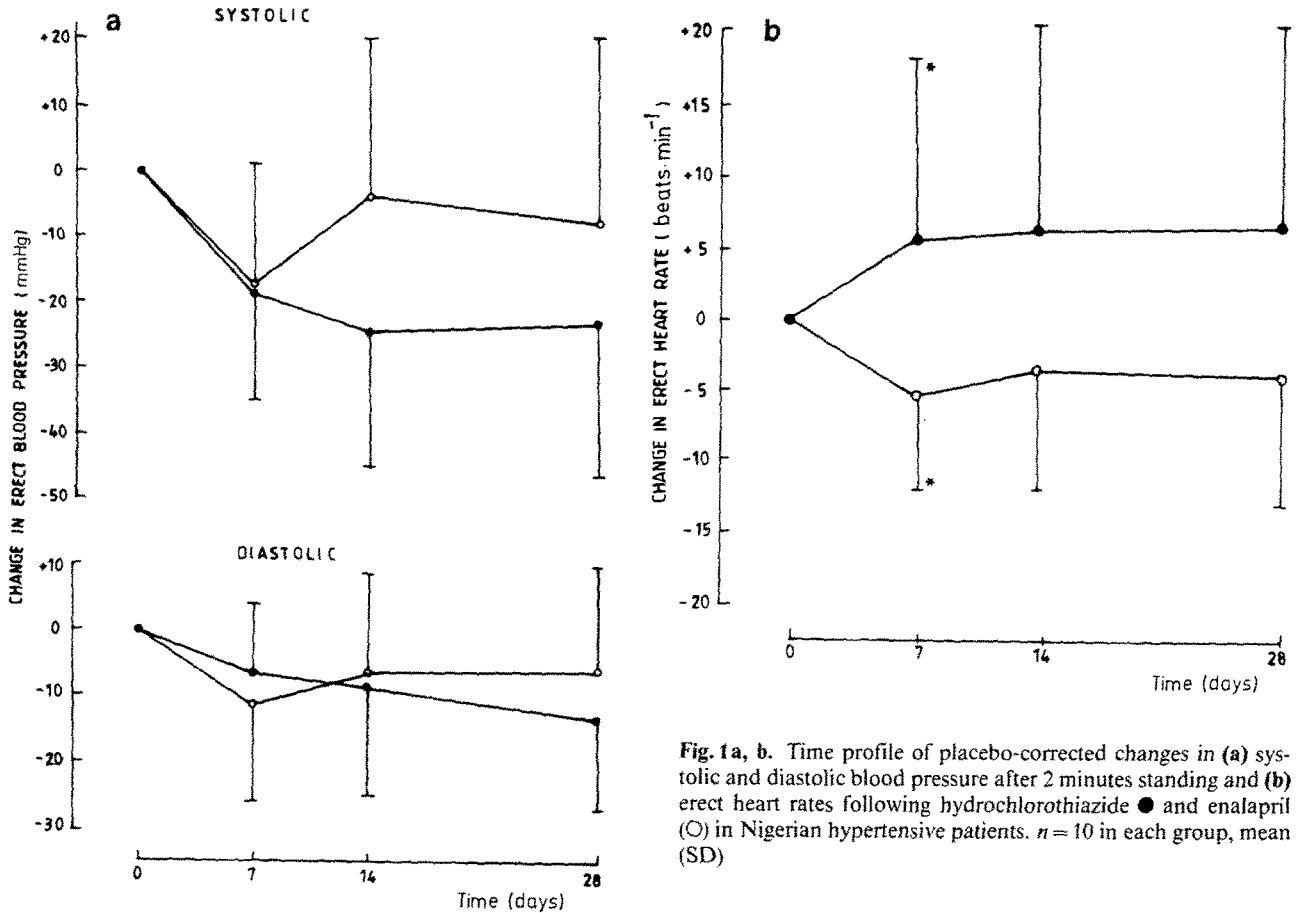 a
SYSTOLIC
+20
+10
0
-10
-20
-30
-40
-50
CHANGE IN ERECT BLOOD PRESSURE (mmHg)
DIASTOLIC
+10
0
-10
-20
-30
0 7 14 28
Time (days)
b
+20
+15
+10
+5
0
-5
-10
-15
-20
CHANGE IN ERECT HEART RATE (beats·min⁻¹)
*
*
0 7 14 28
Time (days)
Fig. 1a, b. Time profile of placebo-corrected changes in (a) sys-
tolic and diastolic blood pressure after 2 minutes standing and (b)
erect heart rates following hydrochlorothiazide ● and enalapril
(○) in Nigerian hypertensive patients. n = 10 in each group, mean
(SD)